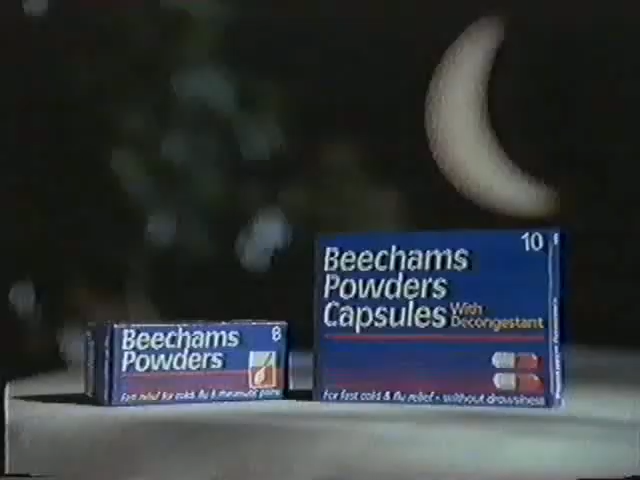 Beechams
Powders
8
Fast relief for colds, flu & rheumatic pains
10
Beechams
Powders
Capsules With Decongestant
For fast cold & flu relief • without drowsiness